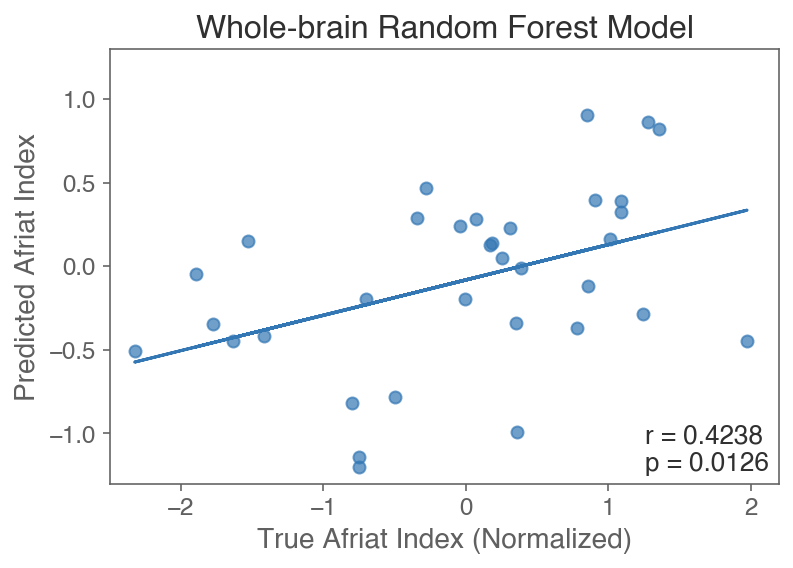 Whole-brain Random Forest Model
Predicted Afriat Index
1.0
0.5
0.0
−0.5
−1.0
r = 0.4238
p = 0.0126
−2
−1
0
1
2
True Afriat Index (Normalized)